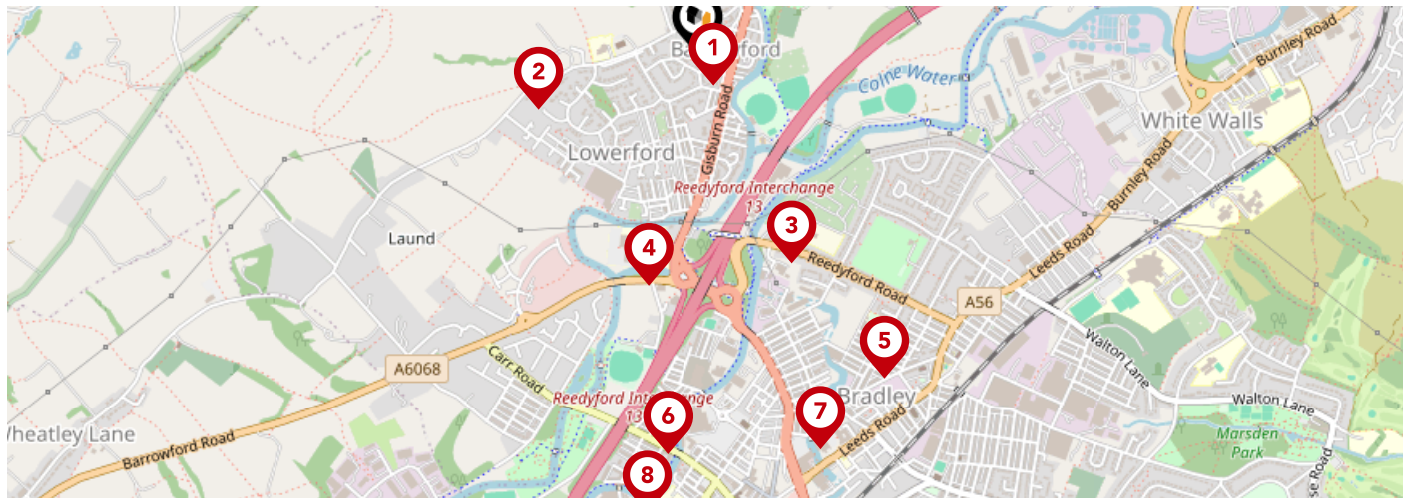 1
Burnley Road
2
Colne Water
White Walls
Gisburn Road
Lowerford
Burnley Road
Reedyford Interchange
13
3
Laund
4
Leeds Road
Reedyford Road
A56
5
Walton Lane
Carr Road
A6068
Bradley
Reedyford
13
6
7
Walton Lane
Wheatley Lane
Leeds Road
Marsden
Park
Barrowford Road
8